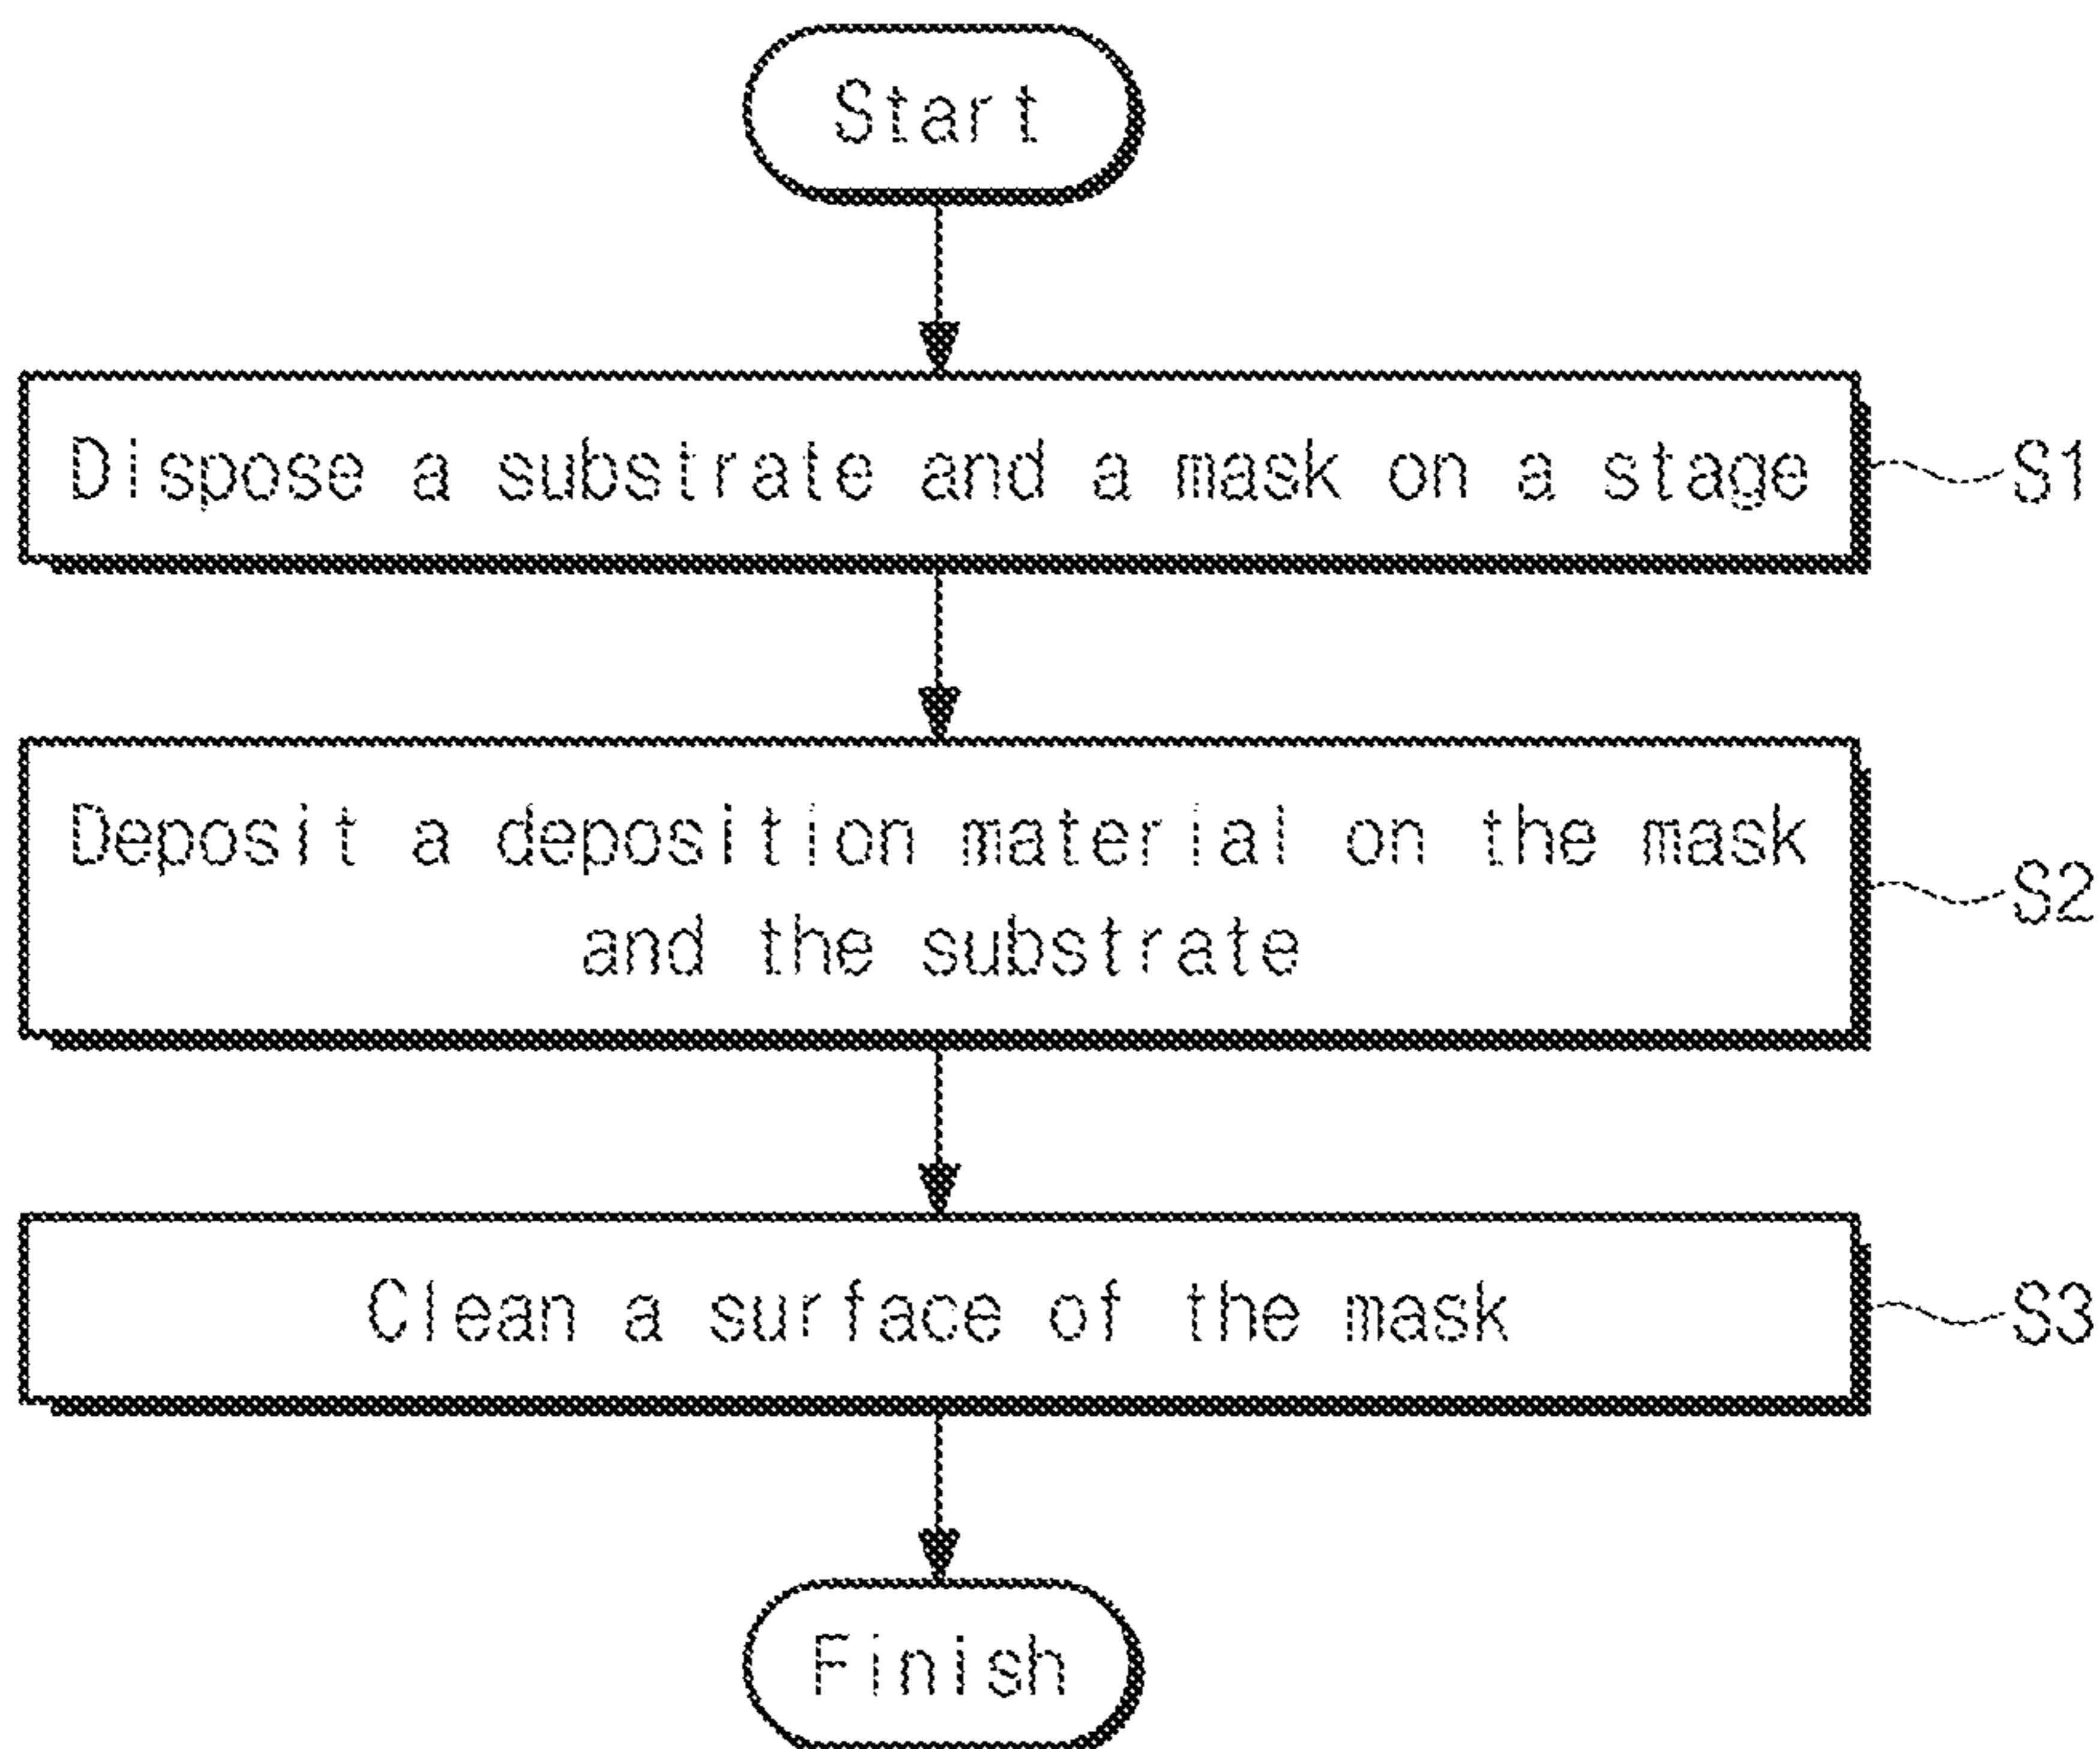 Start
Dispose a substrate and a mask on a stage
S1
Deposit a deposition material on the mask
and the substrate
S2
Clean a surface of the mask
S3
Finish